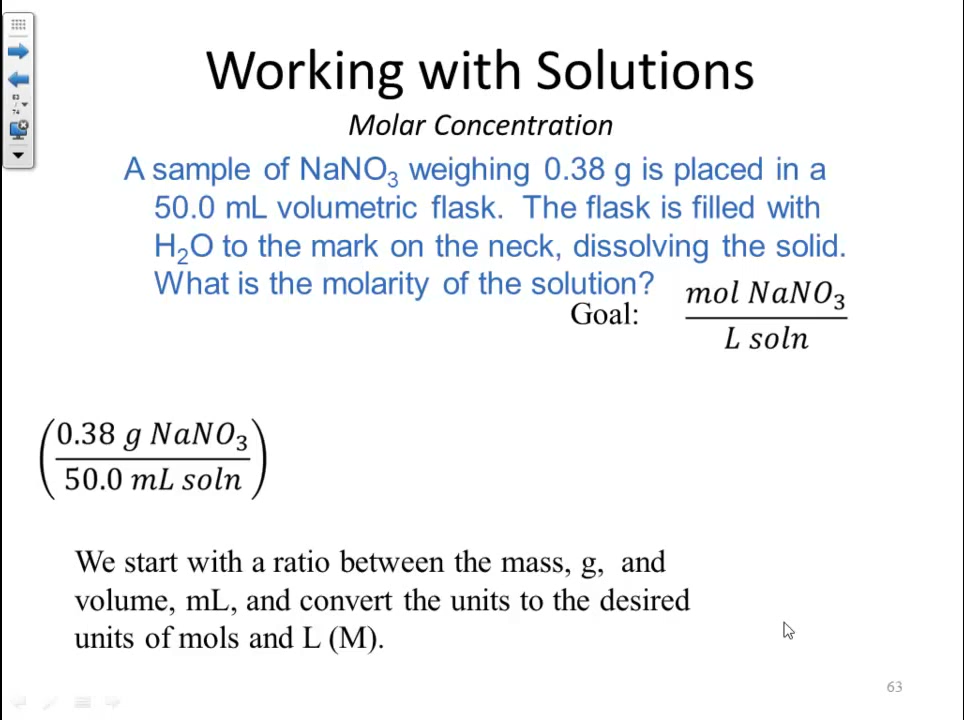 Working with Solutions
Molar Concentration
A sample of NaNO₃ weighing 0.38 g is placed in a
50.0 mL volumetric flask. The flask is filled with
H₂O to the mark on the neck, dissolving the solid.
What is the molarity of the solution?
Goal:
mol NaNO₃
L soln
0.38 g NaNO₃
50.0 mL soln
We start with a ratio between the mass, g, and
volume, mL, and convert the units to the desired
units of mols and L (M).
63